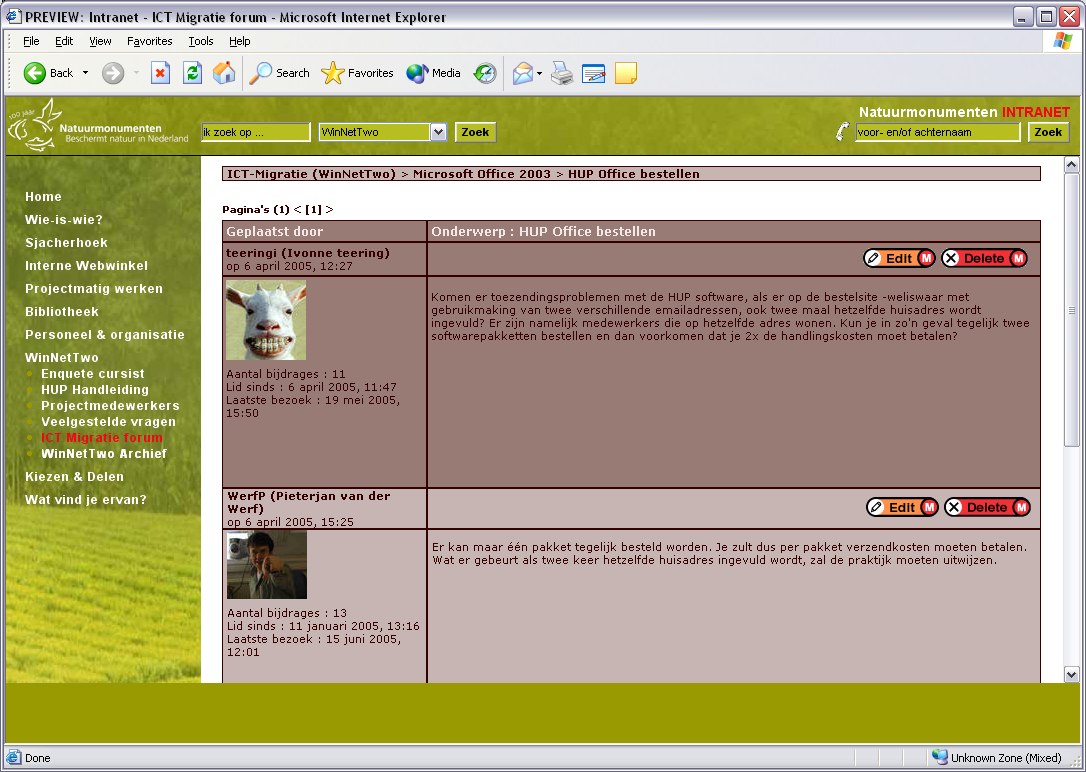 PREVIEW: Intranet - ICT Migratie forum - Microsoft Internet Explorer
File Edit View Favorites Tools Help
Back Search Favorites Media
100 jaar
Natuurmonumenten
Beschermt natuur in Nederland
ik zoek op ... WinNetTwo Zoek
Natuurmonumenten INTRANET
voor- en/of achternaam Zoek
Home
Wie-is-wie?
Sjacherhoek
Interne Webwinkel
Projectmatig werken
Bibliotheek
Personeel & organisatie
WinNetTwo
Enquete cursist
HUP Handleiding
Projectmedewerkers
Veelgestelde vragen
ICT Migratie forum
WinNetTwo Archief
Kiezen & Delen
Wat vind je ervan?
ICT-Migratie (WinNetTwo) > Microsoft Office 2003 > HUP Office bestellen
Pagina's (1) < [1] >
Geplaatst door Onderwerp : HUP Office bestellen
teeringi (Ivonne teering)
op 6 april 2005, 12:27
Edit M Delete M
Komen er toezendingsproblemen met de HUP software, als er op de bestelsite -weliswaar met
gebruikmaking van twee verschillende emailadressen, ook twee maal hetzelfde huisadres wordt
ingevuld? Er zijn namelijk medewerkers die op hetzelfde adres wonen. Kun je in zo'n geval tegelijk twee
softwarepakketten bestellen en dan voorkomen dat je 2x de handlingskosten moet betalen?
Aantal bijdrages : 11
Lid sinds : 6 april 2005, 11:47
Laatste bezoek : 19 mei 2005,
15:50
WerfP (Pieterjan van der
Werf)
op 6 april 2005, 15:25
Edit M Delete M
Er kan maar één pakket tegelijk besteld worden. Je zult dus per pakket verzendkosten moeten betalen.
Wat er gebeurt als twee keer hetzelfde huisadres ingevuld wordt, zal de praktijk moeten uitwijzen.
Aantal bijdrages : 13
Lid sinds : 11 januari 2005, 13:16
Laatste bezoek : 15 juni 2005,
12:01
Done Unknown Zone (Mixed)